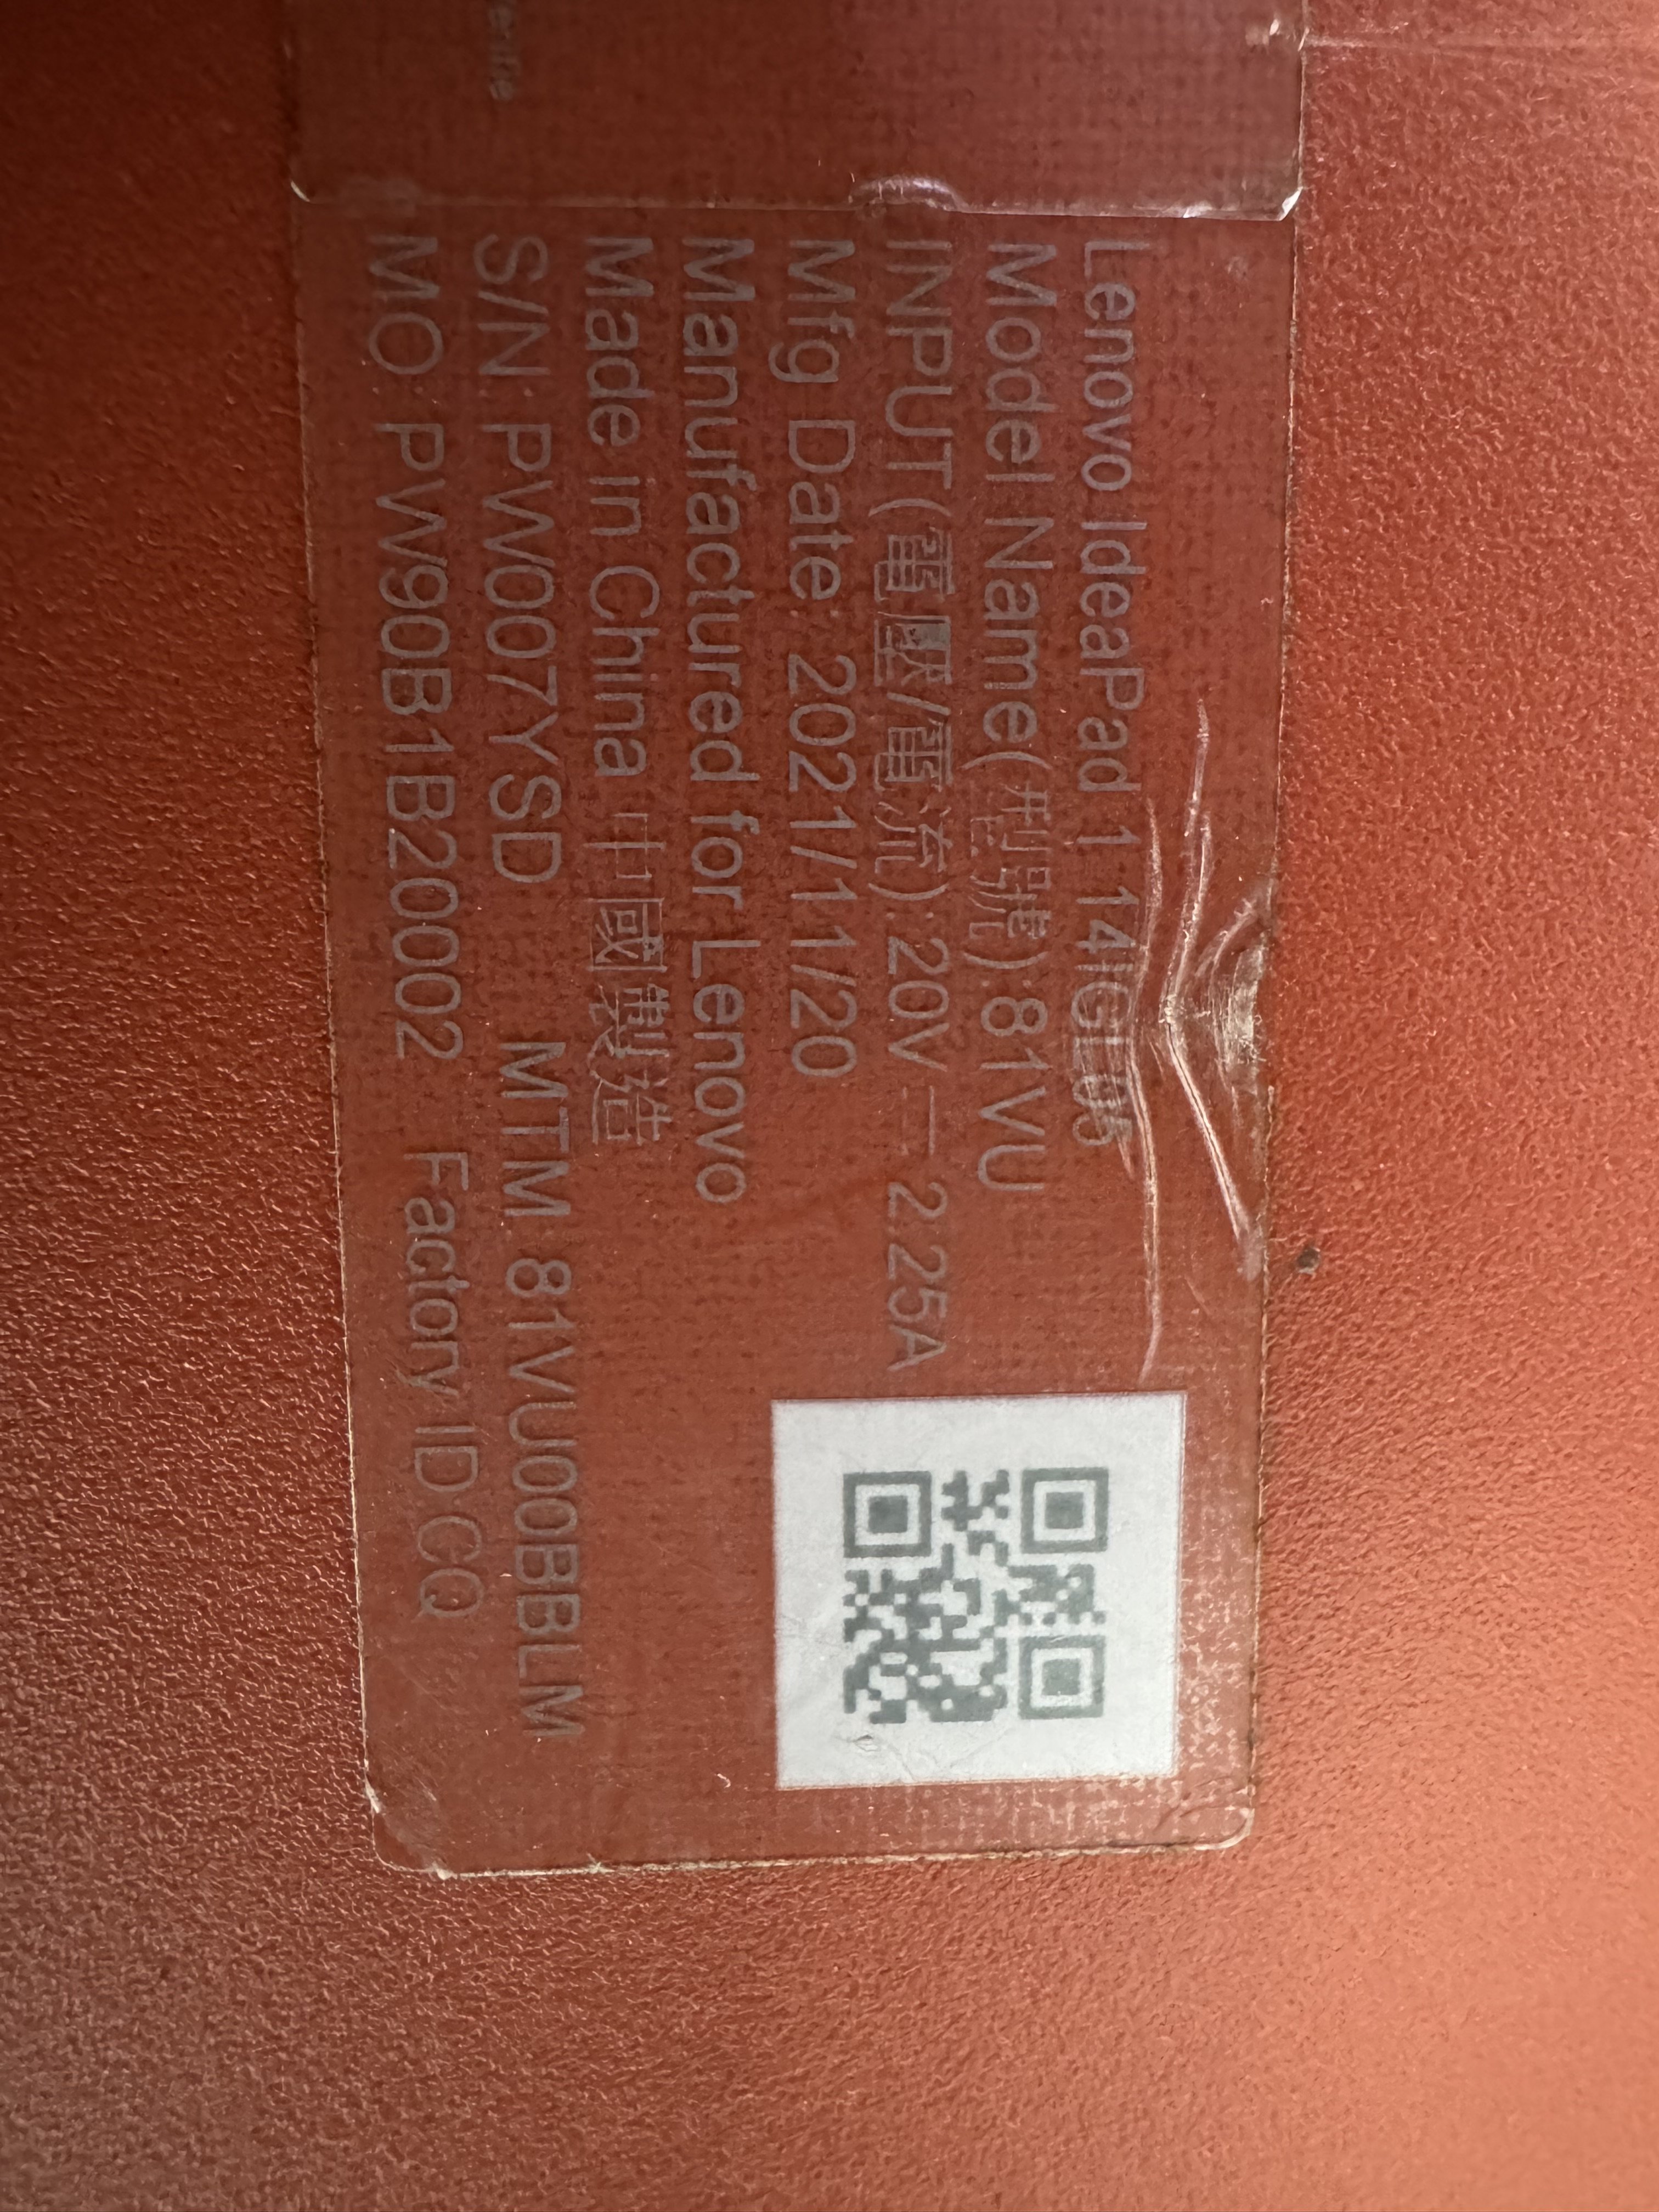 Lenovo IdeaPad 1 14IGL05
Model Name(型號):81VU
INPUT(電壓/電流):20V⎓2.25A
Mfg Date: 2021/11/20
Manufactured for Lenovo
Made in China 中國製造
S/N: PW007YSD MTM:81VU00BBLM
MO: PW90B1B20002 Factory ID:CQ